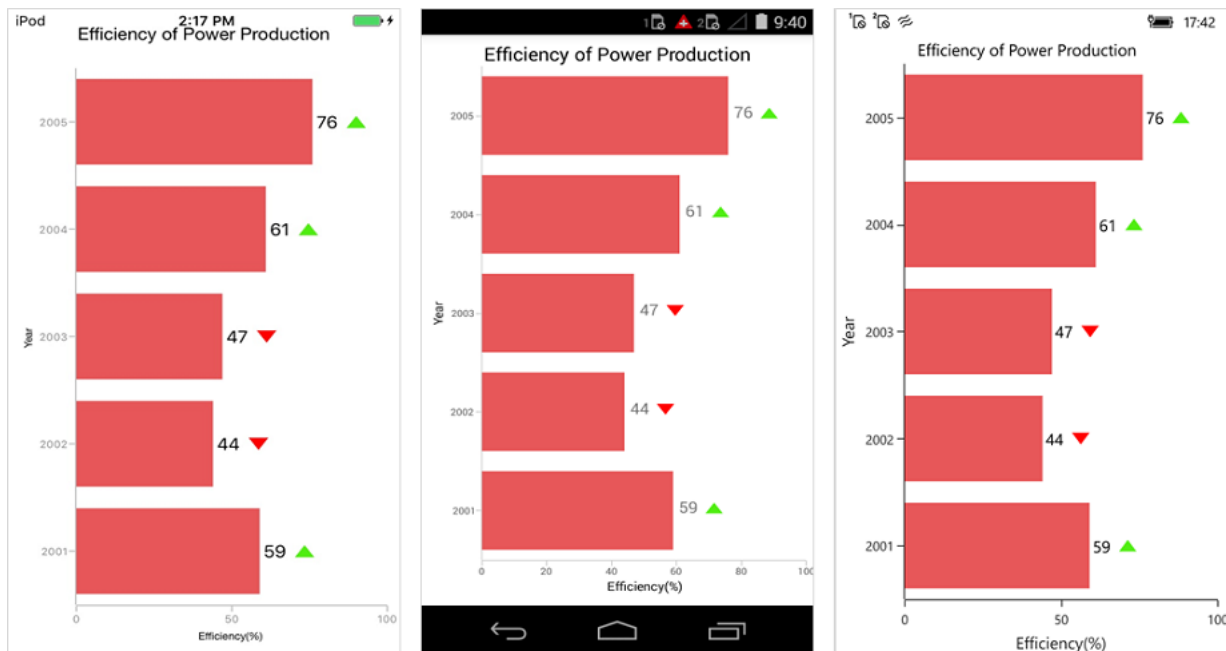 iPod 2:17 PM
Efficiency of Power Production
2005 76
2004 61
2003 47
Year
2002 44
2001 59
0 50 100
Efficiency(%)
1 2 9:40
Efficiency of Power Production
2005 76
2004 61
2003 47
Year
2002 44
2001 59
0 20 40 60 80 100
Efficiency(%)
1 2 17:42
Efficiency of Power Production
2005 76
2004 61
2003 47
Year
2002 44
2001 59
0 50 100
Efficiency(%)